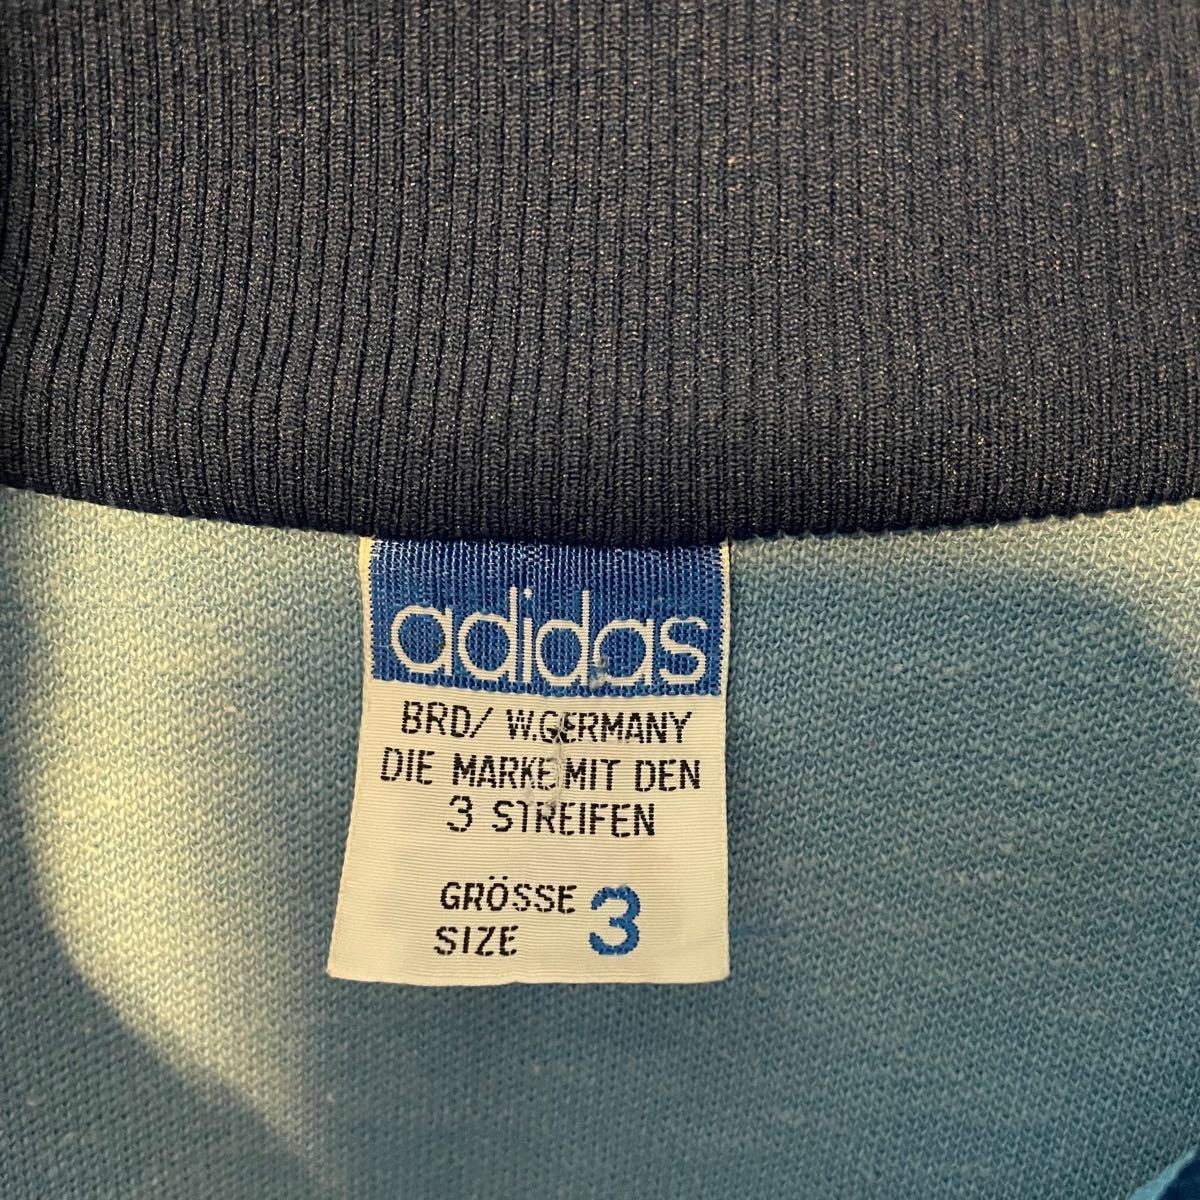 adidas
BRD/ W.GERMANY
DIE MARKE MIT DEN
3 STREIFEN
GRÖSSE 3
SIZE